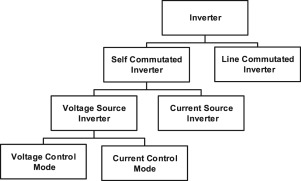 Inverter
Self Commutated
Inverter
Line Commutated
Inverter
Voltage Source
Inverter
Current Source
Inverter
Voltage Control
Mode
Current Control
Mode